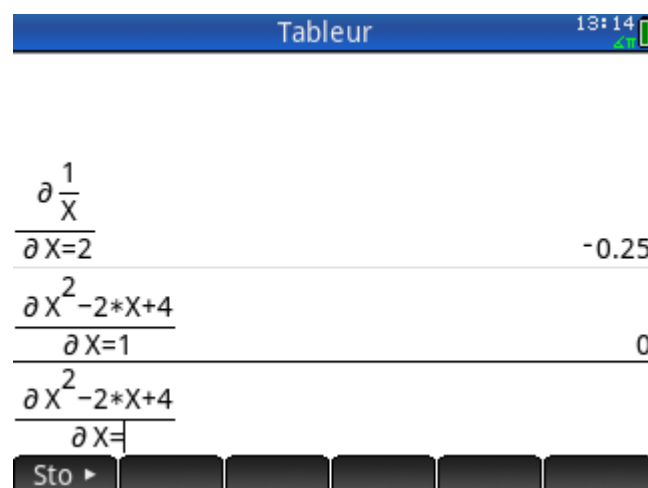 Tableur
13:14
∡π
∂ 1/X
∂ X=2
-0.25
∂ X²-2*X+4
∂ X=1
0
∂ X²-2*X+4
∂ X=
Sto ▸